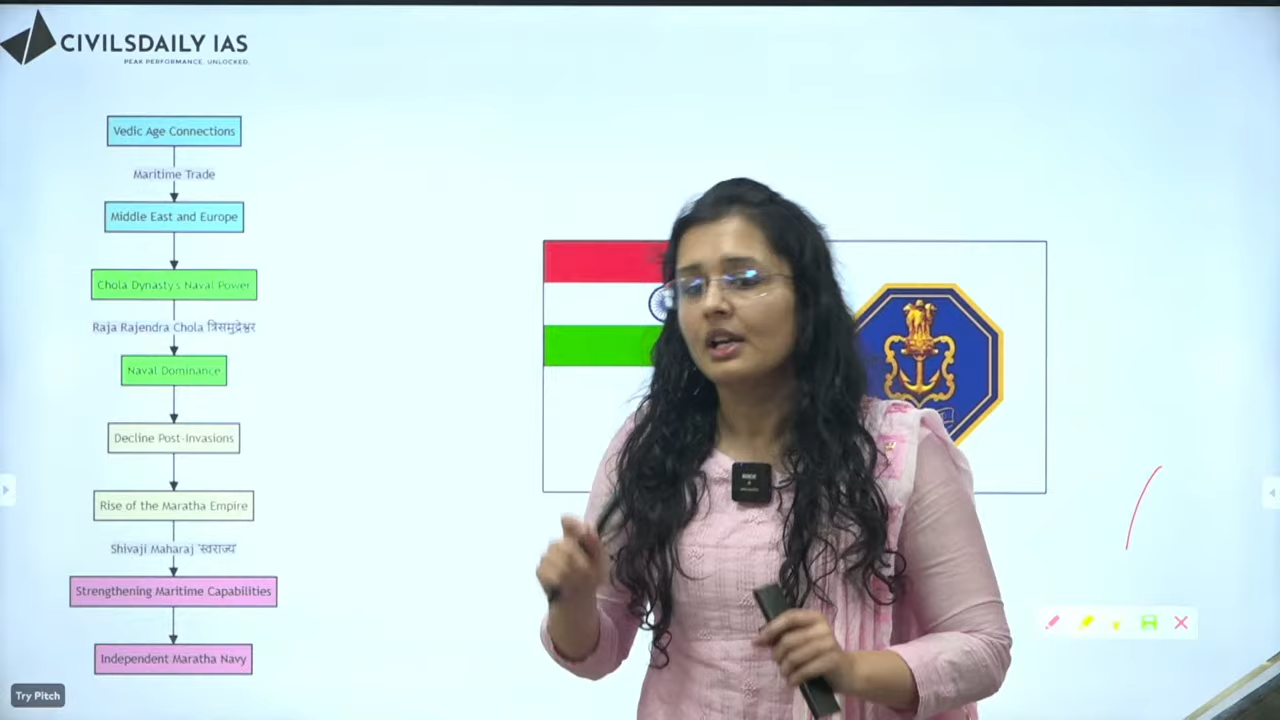 CIVILSDAILY IAS
PEAK PERFORMANCE. UNLOCKED.
Vedic Age Connections
Maritime Trade
Middle East and Europe
Chola Dynasty's Naval Power
Raja Rajendra Chola त्रिसमुद्रेश्वर
Naval Dominance
Decline Post-Invasions
Rise of the Maratha Empire
Shivaji Maharaj 'स्वराज्य'
Strengthening Maritime Capabilities
Independent Maratha Navy
Try Pitch